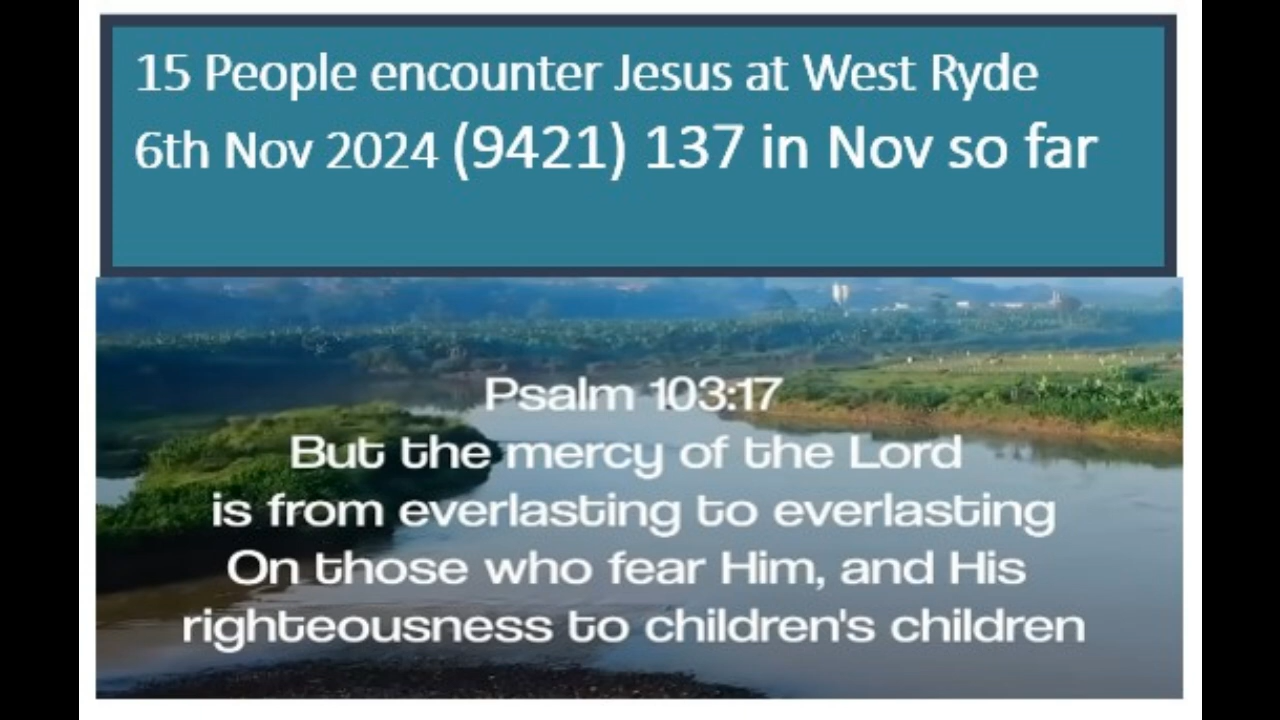 15 People encounter Jesus at West Ryde
6th Nov 2024 (9421) 137 in Nov so far
Psalm 103:17
But the mercy of the Lord
is from everlasting to everlasting
On those who fear Him, and His
righteousness to children's children